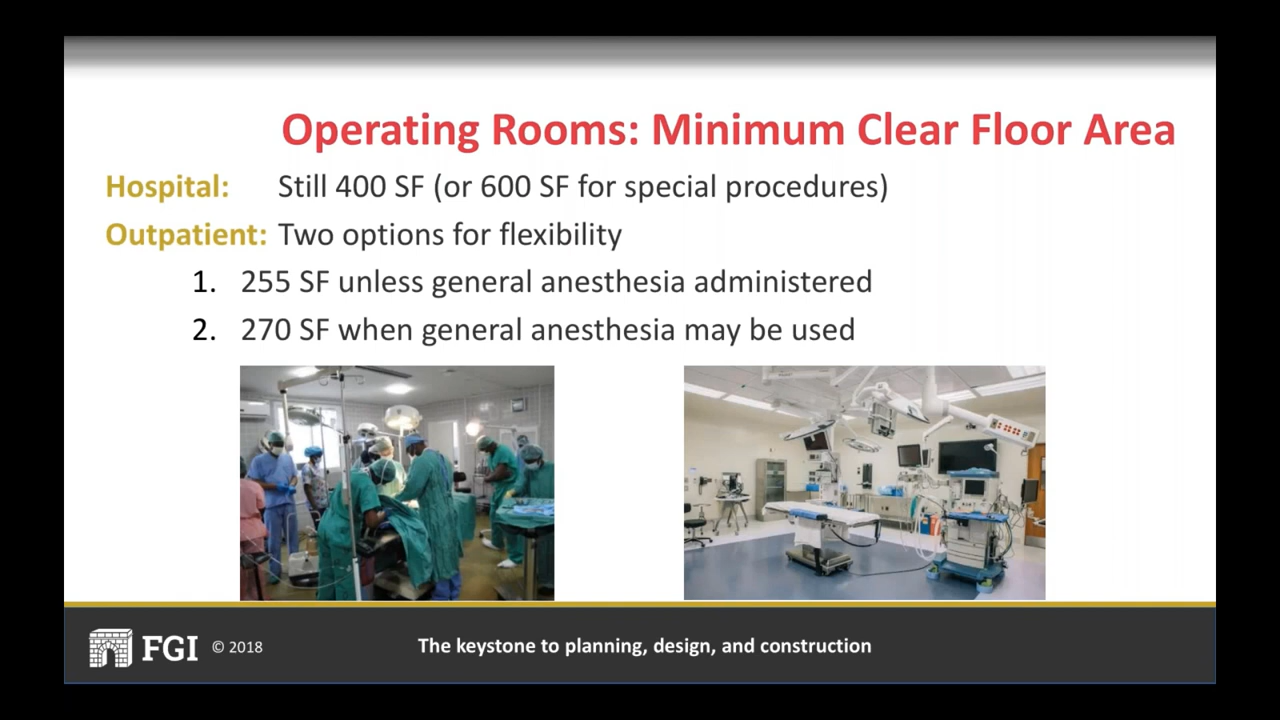 Operating Rooms: Minimum Clear Floor Area
Hospital: Still 400 SF (or 600 SF for special procedures)
Outpatient: Two options for flexibility
1. 255 SF unless general anesthesia administered
2. 270 SF when general anesthesia may be used
FGI © 2018
The keystone to planning, design, and construction